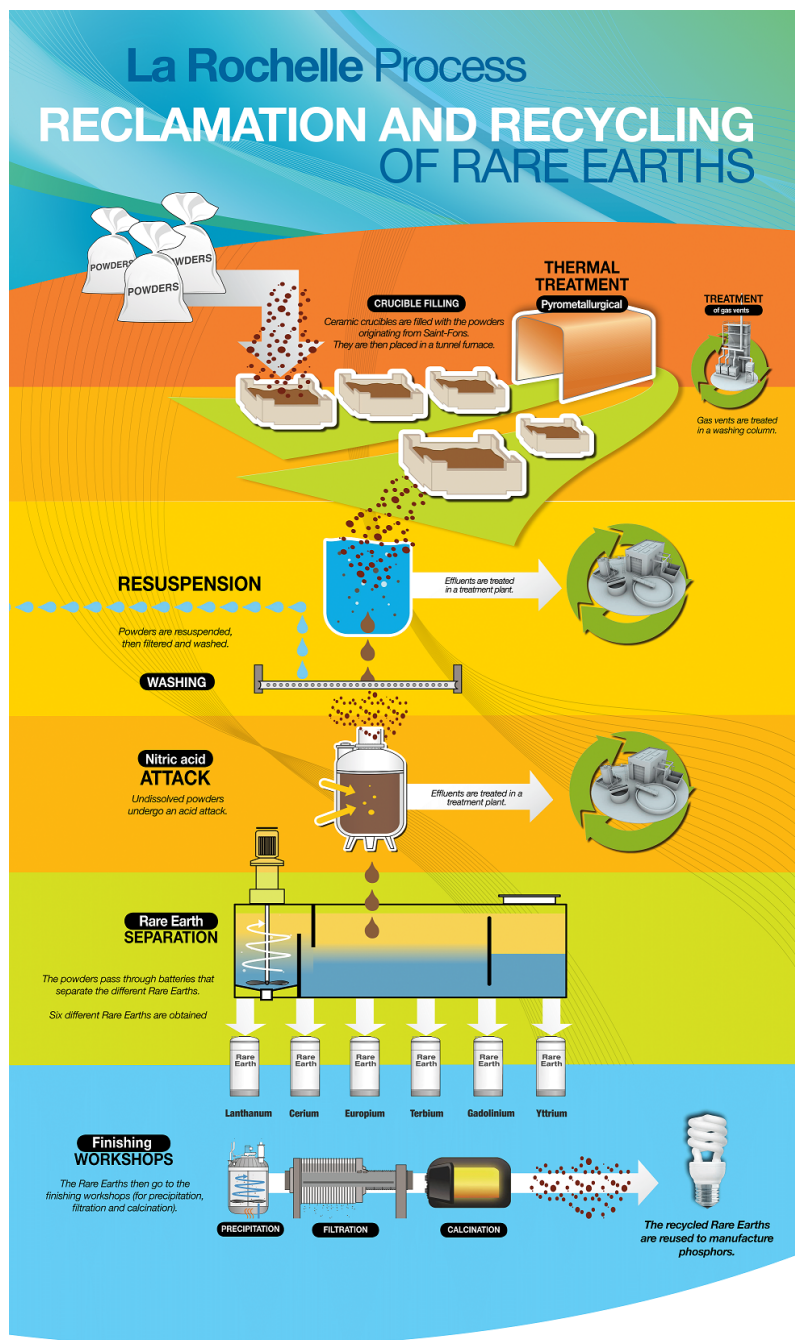 La Rochelle Process
RECLAMATION AND RECYCLING
OF RARE EARTHS
POWDERS
POWDERS
POWDERS
CRUCIBLE FILLING
Ceramic crucibles are filled with the powders
originating from Saint-Fons.
They are then placed in a tunnel furnace.
THERMAL
TREATMENT
Pyrometallurgical
TREATMENT
of gas vents
Gas vents are treated
in a washing column.
RESUSPENSION
Powders are resuspended,
then filtered and washed.
Effluents are treated
in a treatment plant.
WASHING
Nitric acid
ATTACK
Undissolved powders
undergo an acid attack.
Effluents are treated in a
treatment plant.
Rare Earth
SEPARATION
The powders pass through batteries that
separate the different Rare Earths.
Six different Rare Earths are obtained
Rare
Earth
Rare
Earth
Rare
Earth
Rare
Earth
Rare
Earth
Rare
Earth
Lanthanum Cerium Europium Terbium Gadolinium Yttrium
Finishing
WORKSHOPS
The Rare Earths then go to the
finishing workshops (for precipitation,
filtration and calcination).
PRECIPITATION
FILTRATION
CALCINATION
The recycled Rare Earths
are reused to manufacture
phosphors.